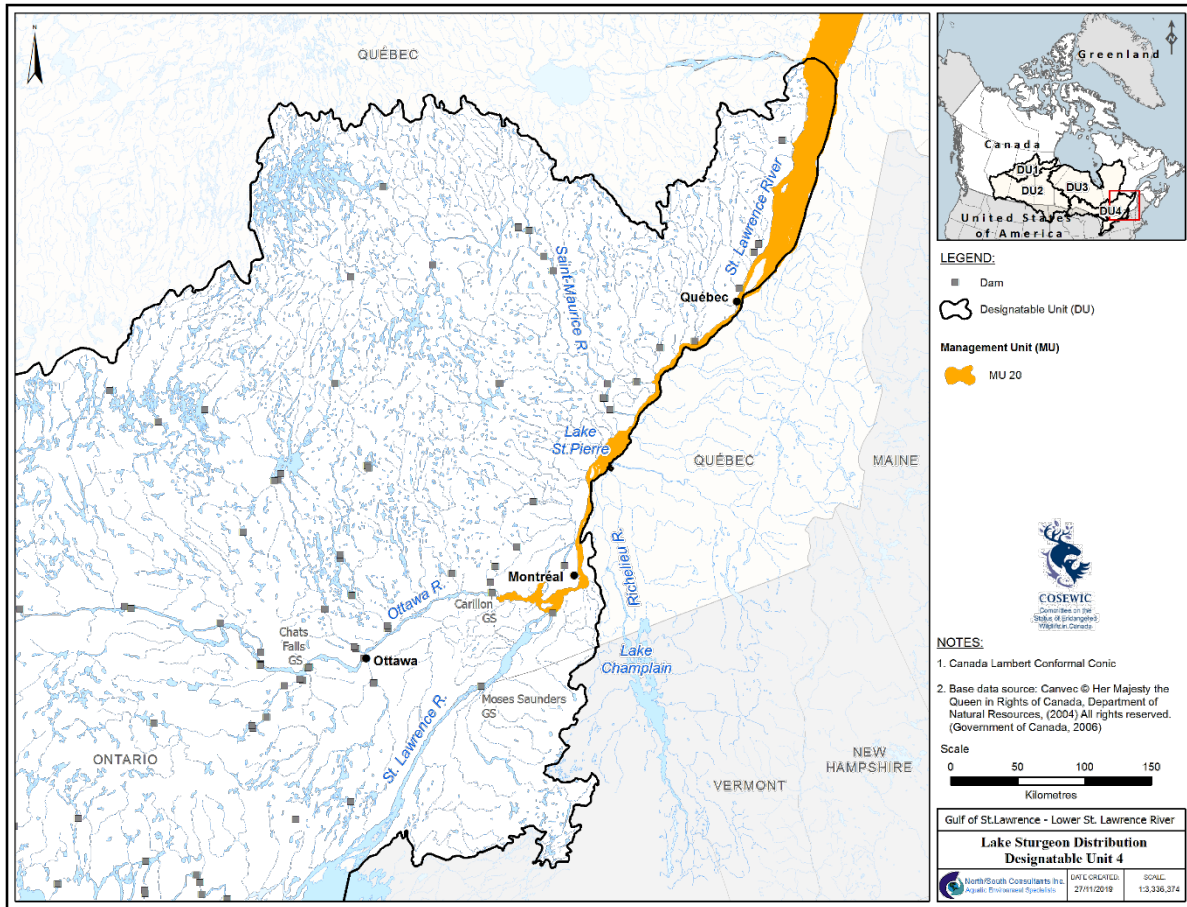 N
QUÉBEC
St. Lawrence River
Saint-Maurice R.
Québec
Lake
St.Pierre
QUÉBEC
MAINE
Richelieu R.
Montréal
Ottawa R.
Carillon
GS
Chats
Falls
GS
Ottawa
Lake
Champlain
Moses Saunders
GS
St. Lawrence R.
ONTARIO
NEW
HAMPSHIRE
VERMONT
Greenland
Canada
DU1
DU2
DU3
DU4
United States
of America
LEGEND:
Dam
Designatable Unit (DU)
Management Unit (MU)
MU 20
COSEWIC
Committee on the
Status of Endangered
Wildlife in Canada
NOTES:
1. Canada Lambert Conformal Conic
2. Base data source: Canvec © Her Majesty the
Queen in Rights of Canada, Department of
Natural Resources, (2004) All rights reserved.
(Government of Canada, 2006)
Scale
0 50 100 150
Kilometres
Gulf of St.Lawrence - Lower St. Lawrence River
Lake Sturgeon Distribution
Designatable Unit 4
North/South Consultants Inc.
Aquatic Environment Specialists
DATE CREATED:
27/11/2019
SCALE:
1:3,336,374